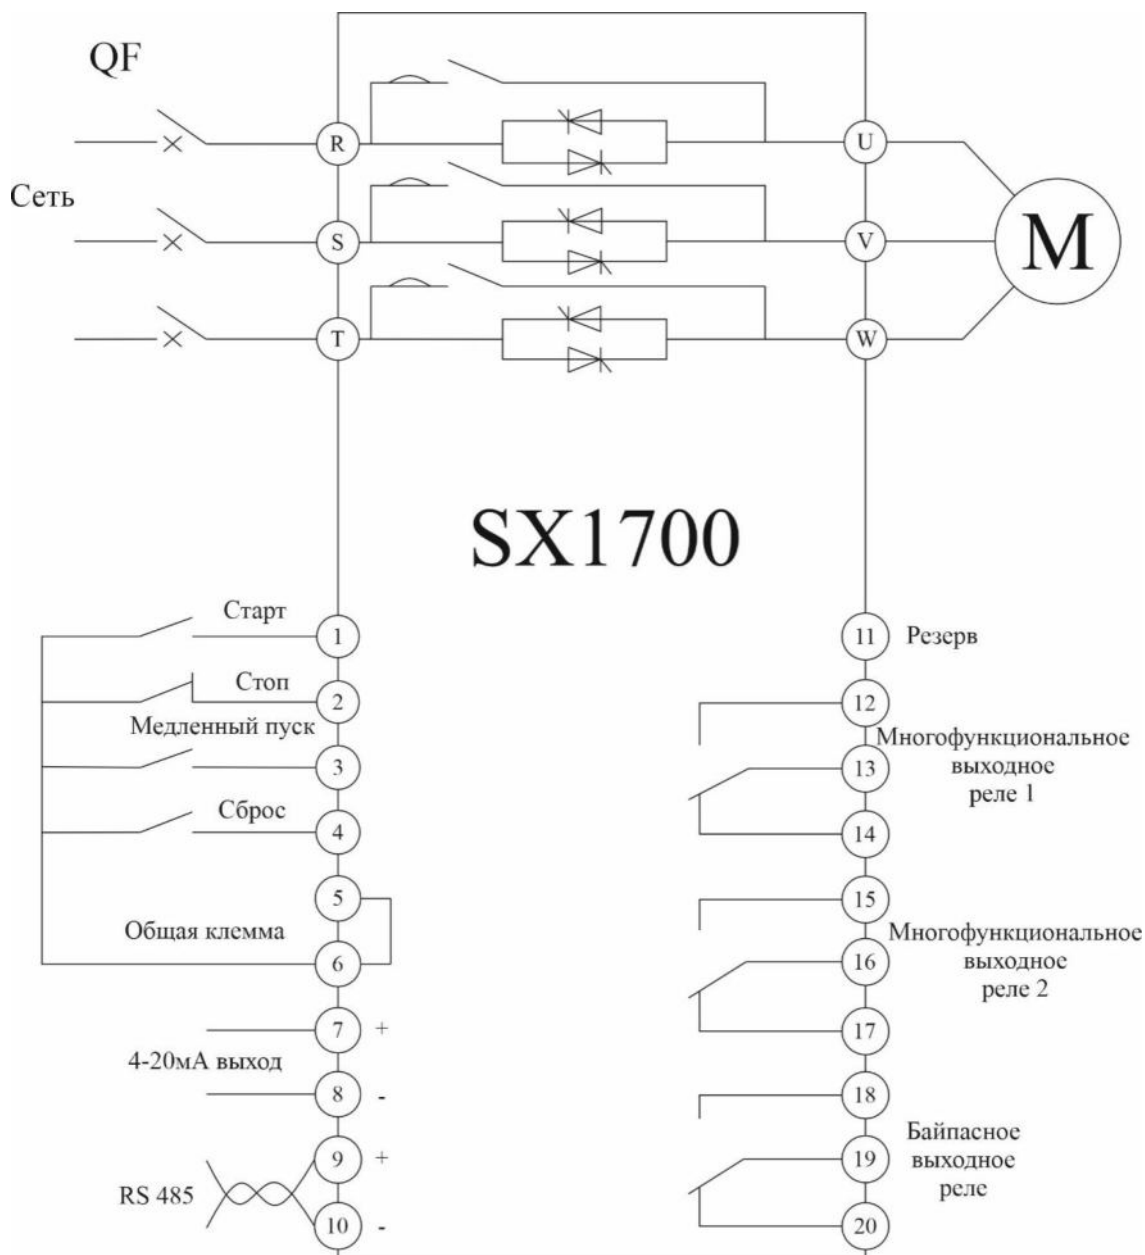 QF
R
U
Сеть
S
V
M
T
W
SX1700
Старт
1
11
Резерв
Стоп
2
12
Медленный пуск
3
13
Многофункциональное
выходное
реле 1
Сброс
4
14
5
15
Общая клемма
6
16
Многофункциональное
выходное
реле 2
7
+
17
4-20мА выход
8
-
18
9
+
19
Байпасное
выходное
реле
RS 485
10
-
20